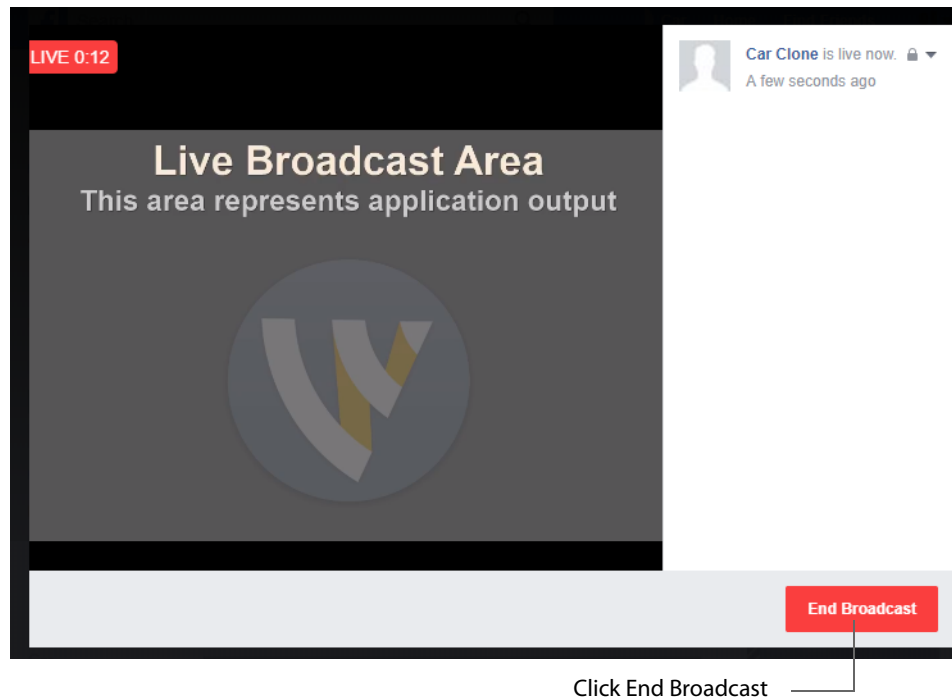 LIVE 0:12
Car Clone is live now.
A few seconds ago
Live Broadcast Area
This area represents application output
End Broadcast
Click End Broadcast